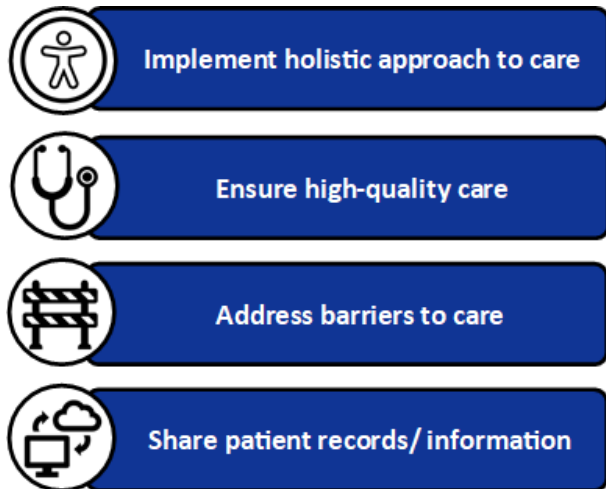 Implement holistic approach to care
Ensure high-quality care
Address barriers to care
Share patient records/ information